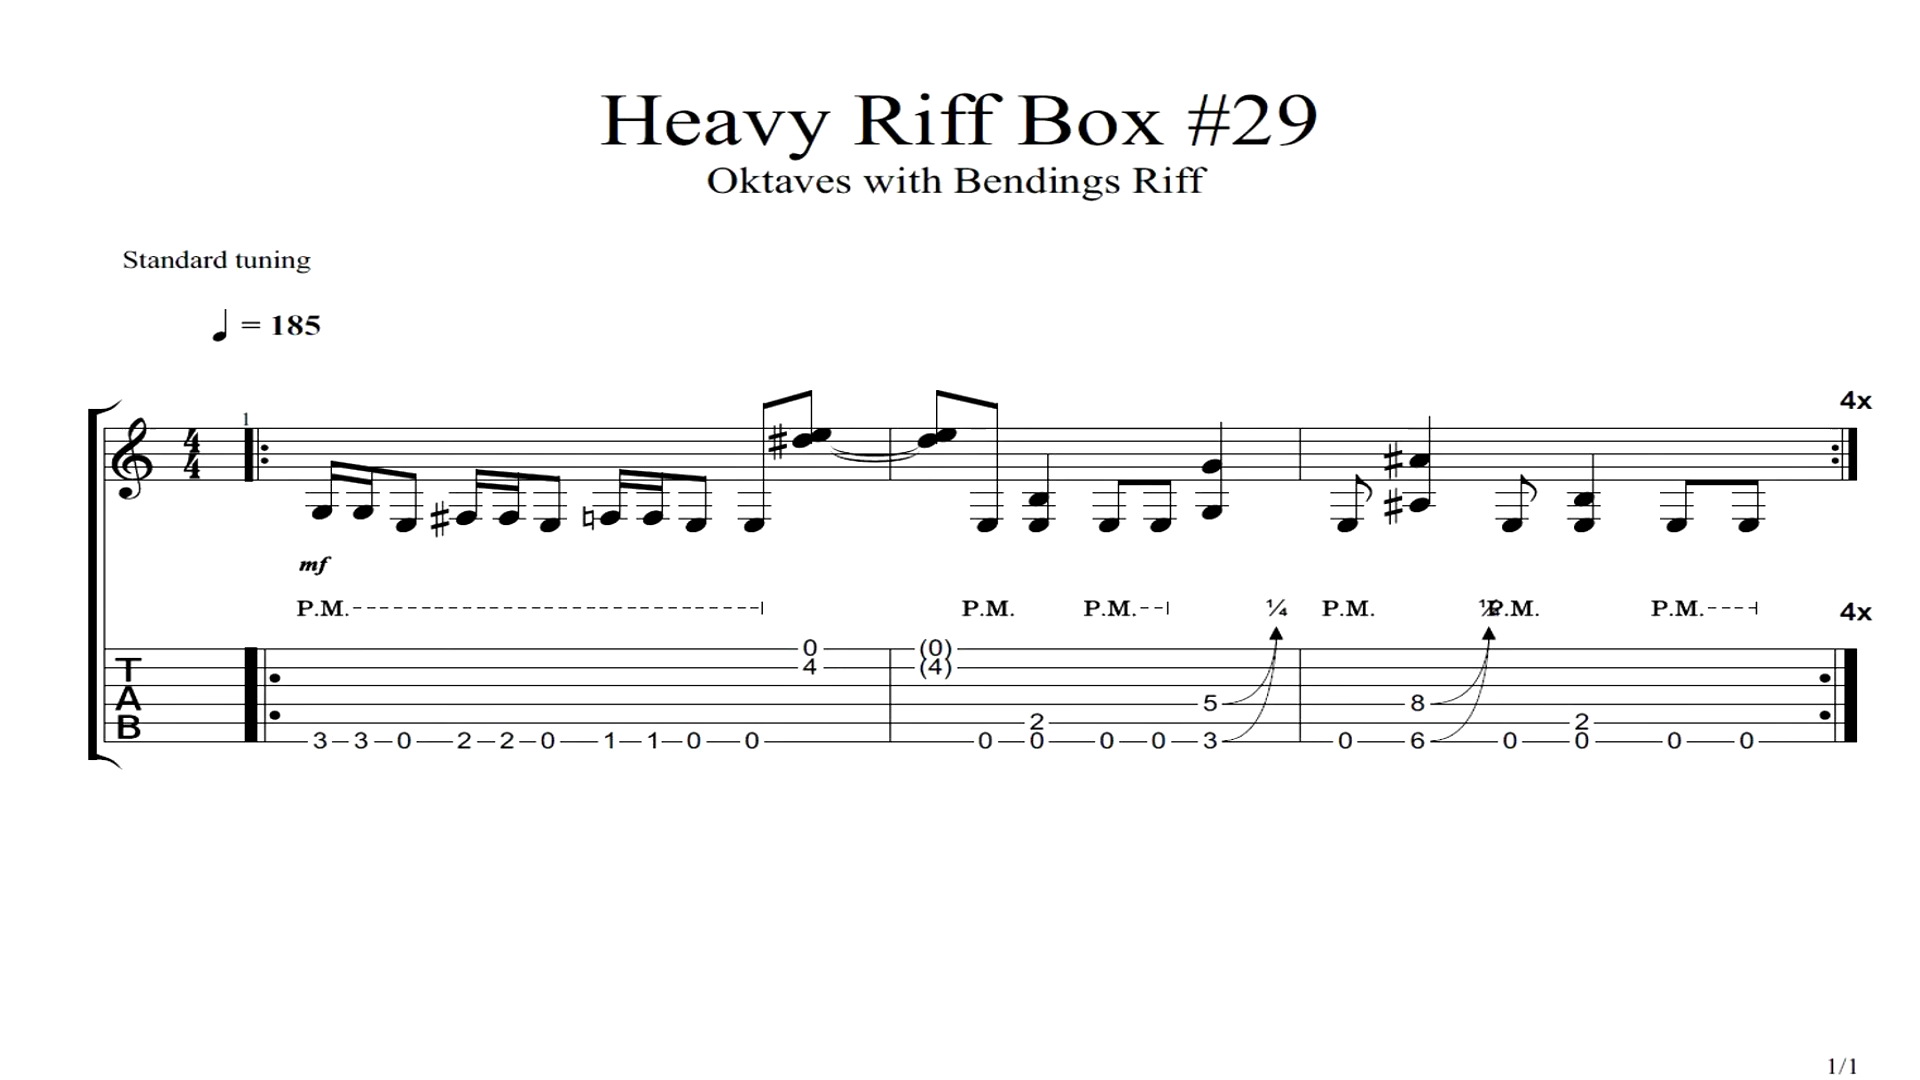 Heavy Riff Box #29
Oktaves with Bendings Riff
Standard tuning
= 185
4x
1
4
4
mf
P.M. P.M. P.M. ¼ P.M. P.M. P.M. 4x
T
A
B
0 (0)
4 (4)
5 8
2 2
3 3 0 2 2 0 1 1 0 0 0 0 0 0 3 0 6 0 0 0 0
1/1